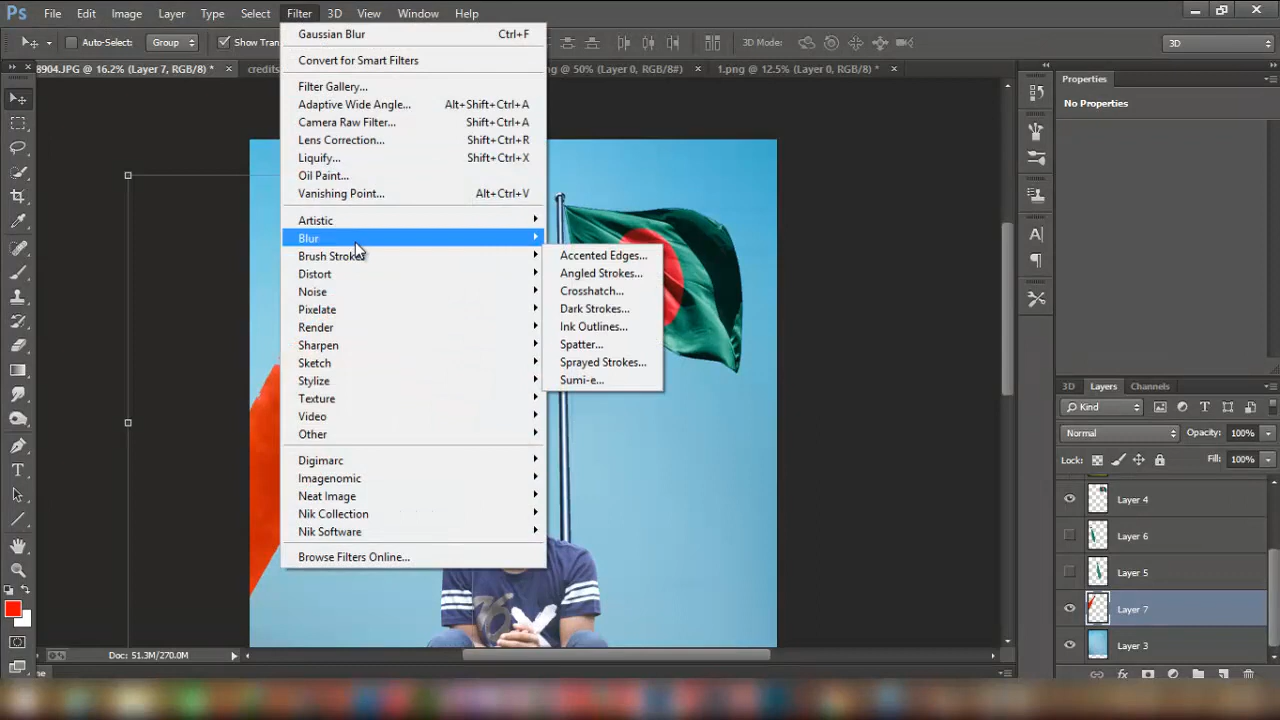 Ps File Edit Image Layer Type Select Filter 3D View Window Help
Auto-Select: Group Show Tran 3D Mode: 3D
8904.JPG @ 16.2% (Layer 7, RGB/8) * × credits ng @ 50% (Layer 0, RGB/8#) × 1.png @ 12.5% (Layer 0, RGB/8) * ×
Gaussian Blur Ctrl+F
Convert for Smart Filters
Filter Gallery...
Adaptive Wide Angle... Alt+Shift+Ctrl+A
Camera Raw Filter... Shift+Ctrl+A
Lens Correction... Shift+Ctrl+R
Liquify... Shift+Ctrl+X
Oil Paint...
Vanishing Point... Alt+Ctrl+V
Artistic
Blur
Brush Strokes
Distort
Noise
Pixelate
Render
Sharpen
Sketch
Stylize
Texture
Video
Other
Digimarc
Imagenomic
Neat Image
Nik Collection
Nik Software
Browse Filters Online...
Accented Edges...
Angled Strokes...
Crosshatch...
Dark Strokes...
Ink Outlines...
Spatter...
Sprayed Strokes...
Sumi-e...
Properties
No Properties
3D Layers Channels
Kind
Normal Opacity: 100%
Lock: Fill: 100%
Layer 4
Layer 6
Layer 5
Layer 7
Layer 3
Doc: 51.3M/270.0M